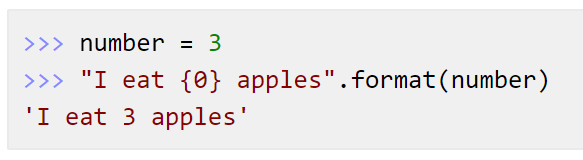 >>> number = 3
>>> "I eat {0} apples".format(number)
'I eat 3 apples'